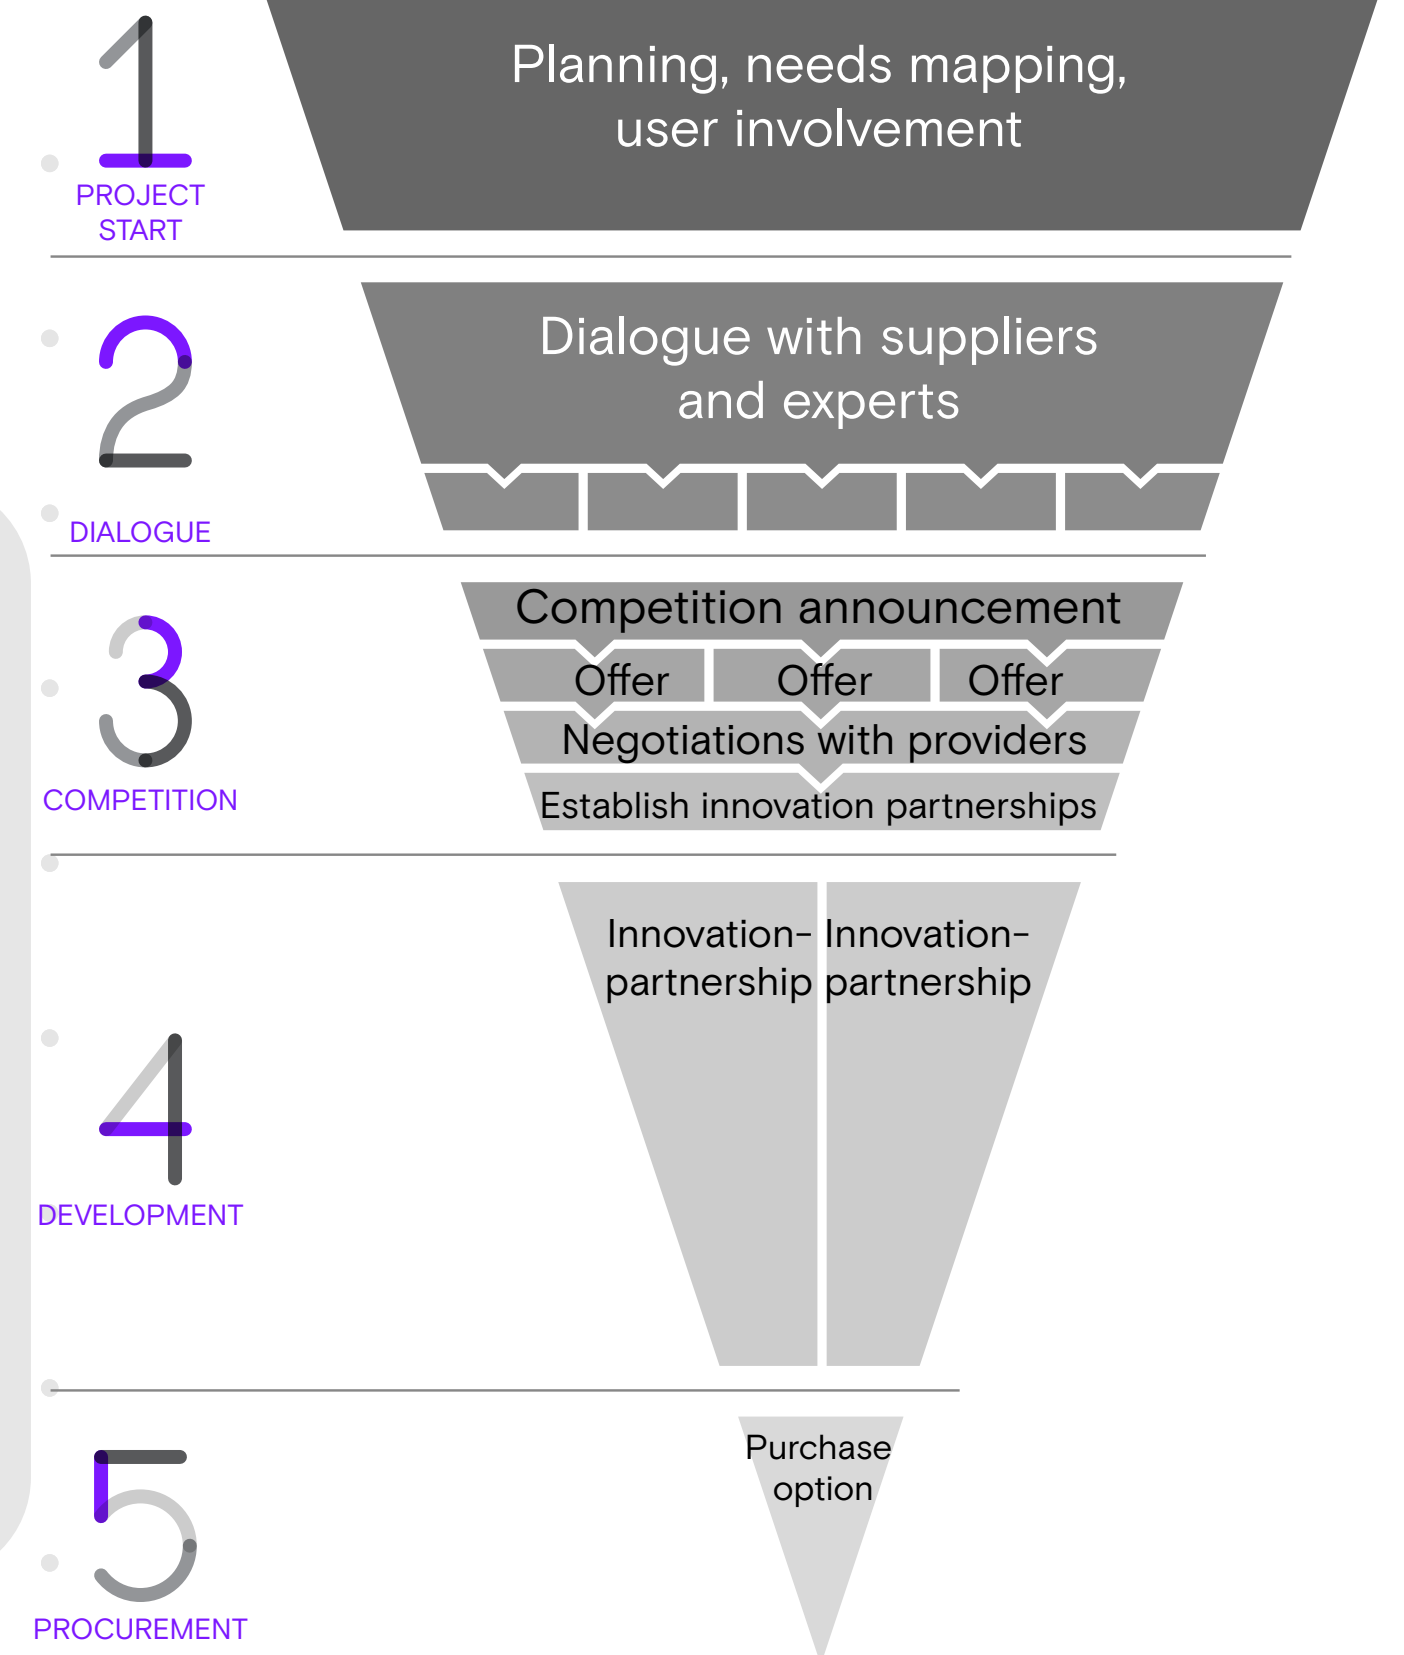 1
PROJECT
START
Planning, needs mapping,
user involvement
2
DIALOGUE
Dialogue with suppliers
and experts
3
COMPETITION
Competition announcement
Offer Offer Offer
Negotiations with providers
Establish innovation partnerships
4
DEVELOPMENT
Innovation-
partnership
Innovation-
partnership
5
PROCUREMENT
Purchase
option